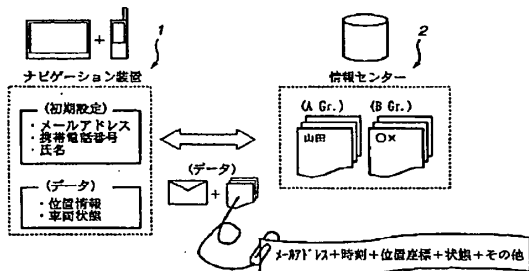 1
2
ナビゲーション装置
情報センター
(初期設定)
・メールアドレス
・携帯電話番号
・氏名
(データ)
・位置情報
・車両状態
(データ)
(A Gr.) (B Gr.)
山田 〇×
メールアドレス+時刻+位置座標+状態+その他